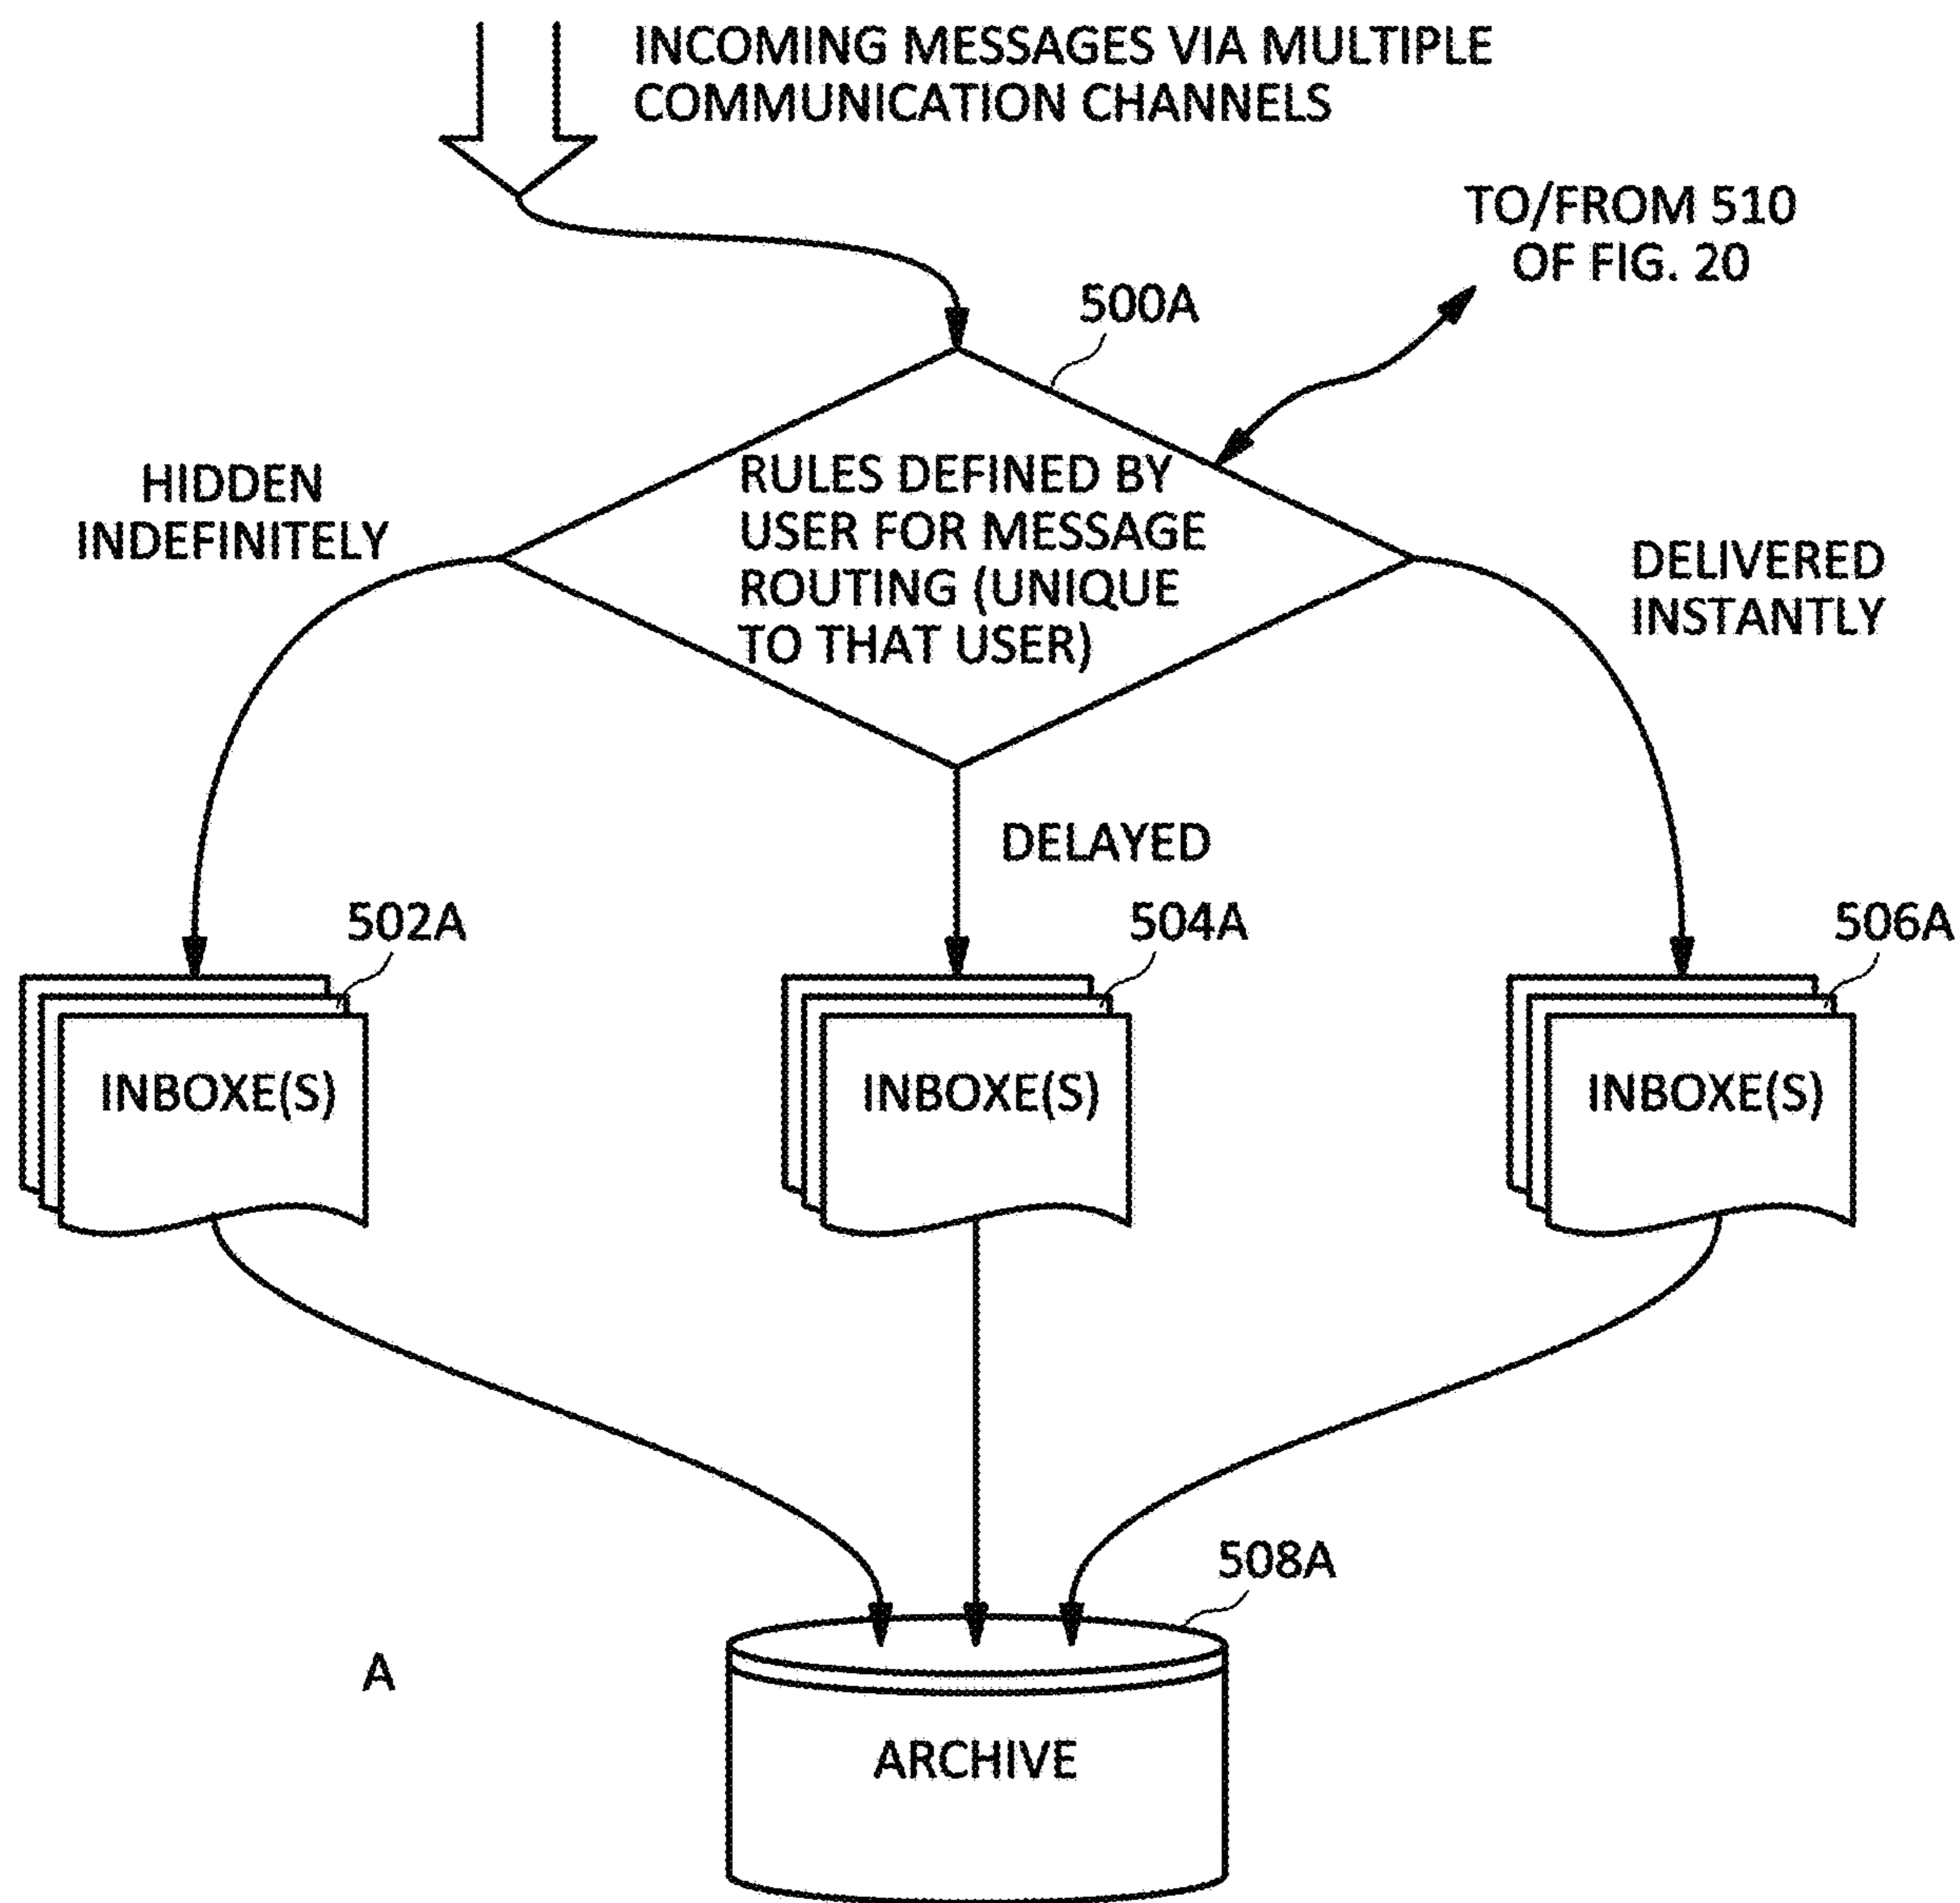 INCOMING MESSAGES VIA MULTIPLE
COMMUNICATION CHANNELS
TO/FROM 510
OF FIG. 20
500A
RULES DEFINED BY
USER FOR MESSAGE
ROUTING (UNIQUE
TO THAT USER)
HIDDEN
INDEFINITELY
DELIVERED
INSTANTLY
DELAYED
502A
504A
506A
INBOXE(S)
INBOXE(S)
INBOXE(S)
508A
A
ARCHIVE